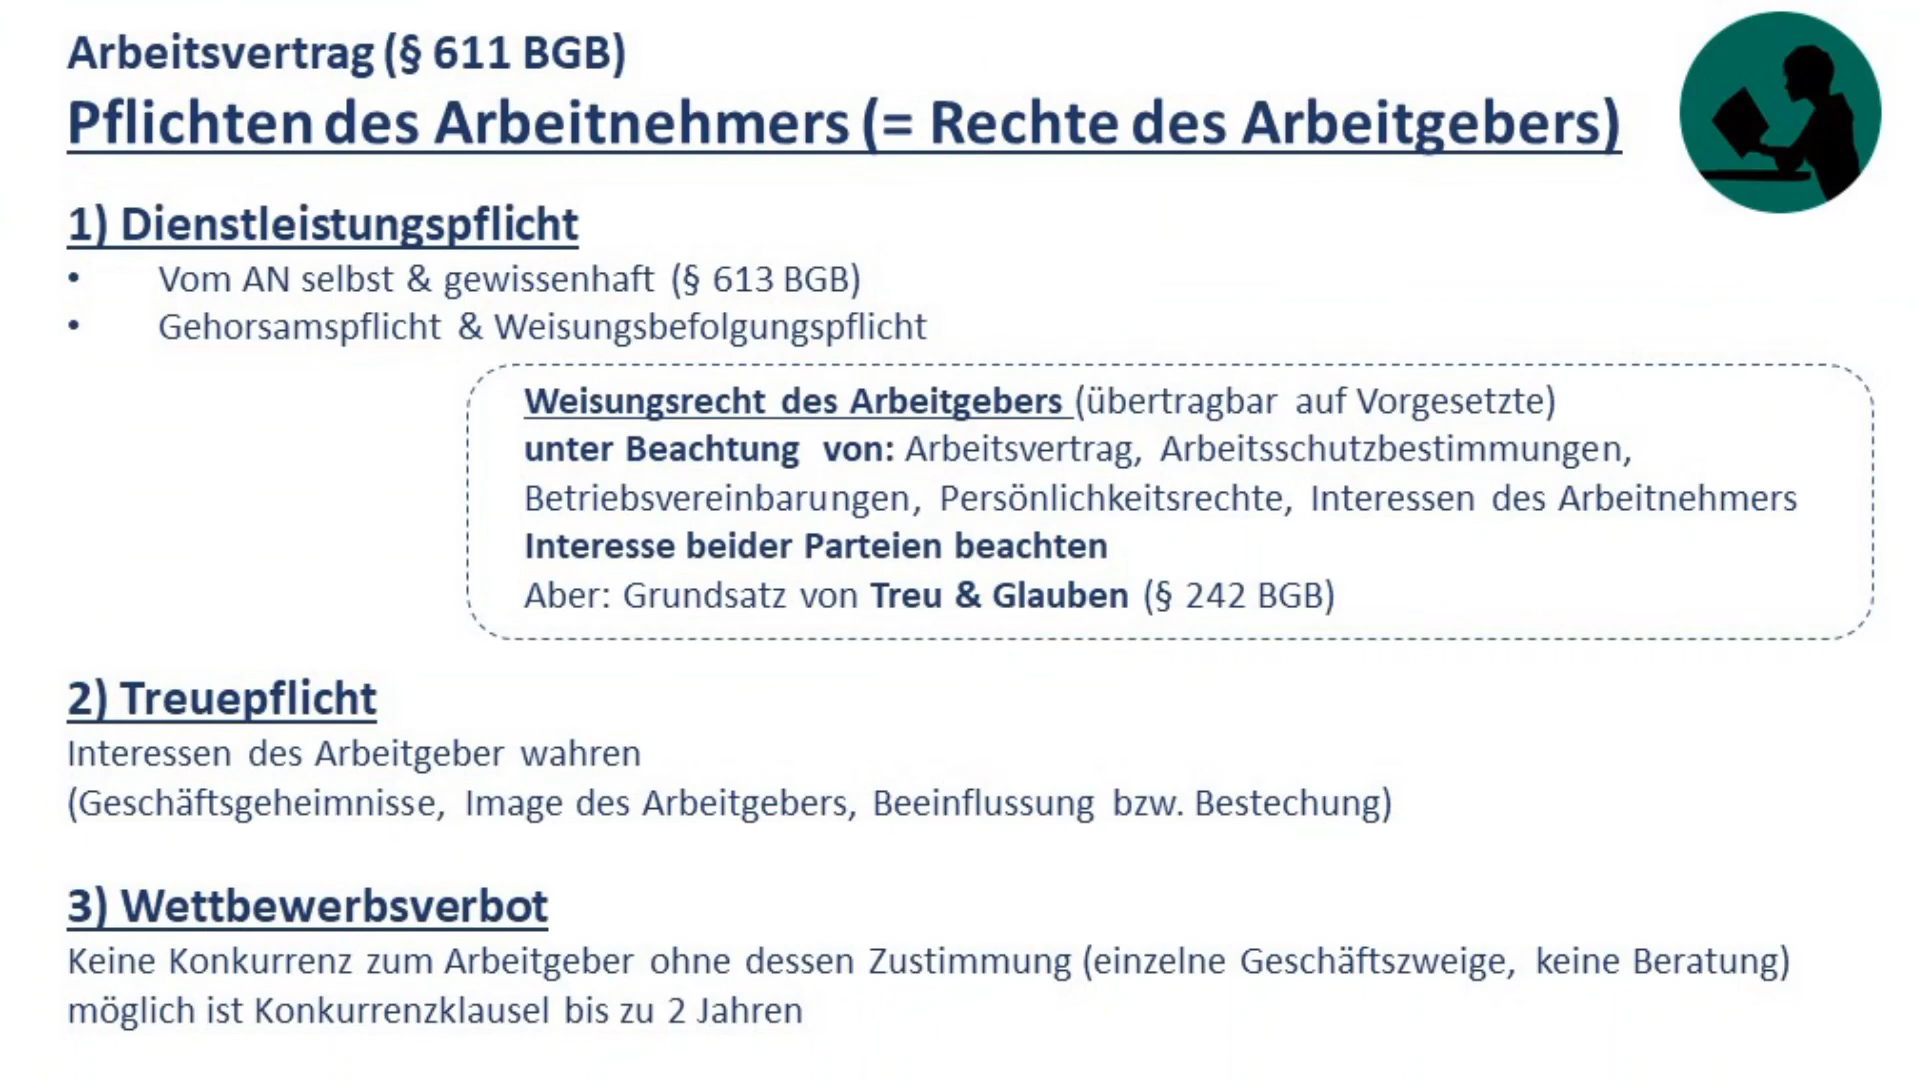 Arbeitsvertrag (§ 611 BGB)
Pflichten des Arbeitnehmers (= Rechte des Arbeitgebers)
1) Dienstleistungspflicht
• Vom AN selbst & gewissenhaft (§ 613 BGB)
• Gehorsamspflicht & Weisungsbefolgungspflicht
Weisungsrecht des Arbeitgebers (übertragbar auf Vorgesetzte)
unter Beachtung von: Arbeitsvertrag, Arbeitsschutzbestimmungen,
Betriebsvereinbarungen, Persönlichkeitsrechte, Interessen des Arbeitnehmers
Interesse beider Parteien beachten
Aber: Grundsatz von Treu & Glauben (§ 242 BGB)
2) Treuepflicht
Interessen des Arbeitgeber wahren
(Geschäftsgeheimnisse, Image des Arbeitgebers, Beeinflussung bzw. Bestechung)
3) Wettbewerbsverbot
Keine Konkurrenz zum Arbeitgeber ohne dessen Zustimmung (einzelne Geschäftszweige, keine Beratung)
möglich ist Konkurrenzklausel bis zu 2 Jahren